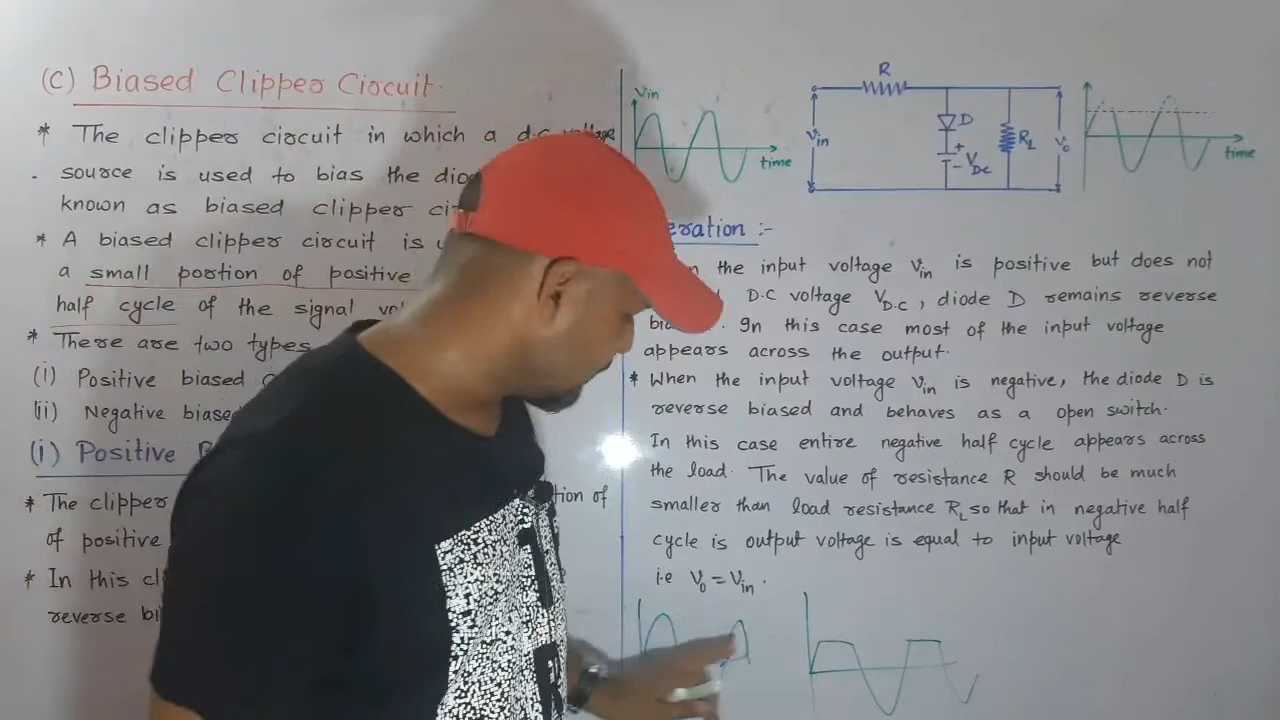 (C) Biased Clipper Circuit.
* The clipper circuit in which a d.c voltage
source is used to bias the
known as biased clipper
* A biased clipper circuit is
a small portion of positive
half cycle of the signal
* There are two types
(i) Positive biased
(ii) Negative biased
(i) Positive
* The clipper
tion of
of positive
* In this
reverse
Vin
time
R
Vin
D
+
-
VDC
RL
Vo
time
eration :-
the input voltage Vin is positive but does not
D.C voltage VD.C, diode D remains reverse
In this case most of the input voltage
appears across the output.
* When the input voltage Vin is negative, the diode D is
reverse biased and behaves as a open switch.
In this case entire negative half cycle appears across
the load. The value of resistance R should be much
smaller than load resistance RL so that in negative half
cycle is output voltage is equal to input voltage
i.e Vo = Vin.